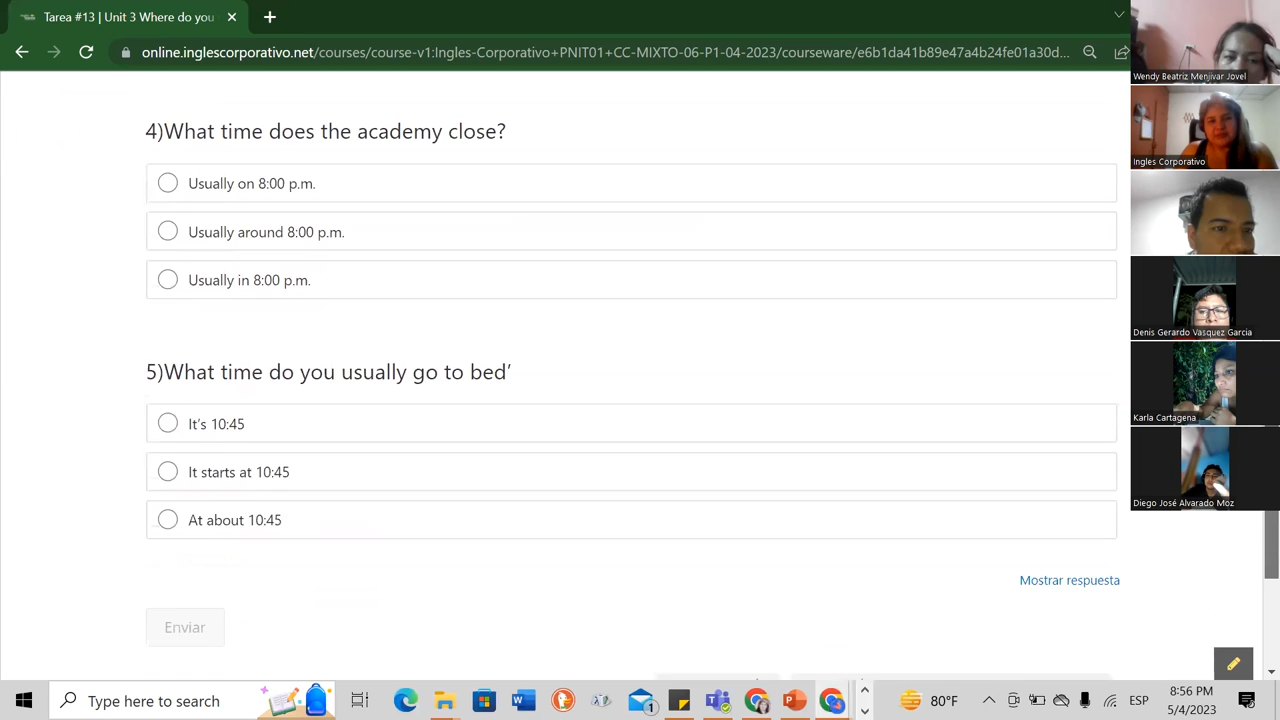 Tarea #13 | Unit 3 Where do you
online.inglescorporativo.net/courses/course-v1:Ingles-Corporativo+PNIT01+CC-MIXTO-06-P1-04-2023/courseware/e6b1da41b89e47a4b24fe01a30d...
Wendy Beatriz Menjivar Jovel
4)What time does the academy close?
Ingles Corporativo
Usually on 8:00 p.m.
Usually around 8:00 p.m.
Usually in 8:00 p.m.
Denis Gerardo Vasquez Garcia
5)What time do you usually go to bed’
Karla Cartagena
It’s 10:45
It starts at 10:45
Diego José Alvarado Moz
At about 10:45
Mostrar respuesta
Enviar
Type here to search
80°F
ESP
8:56 PM
5/4/2023